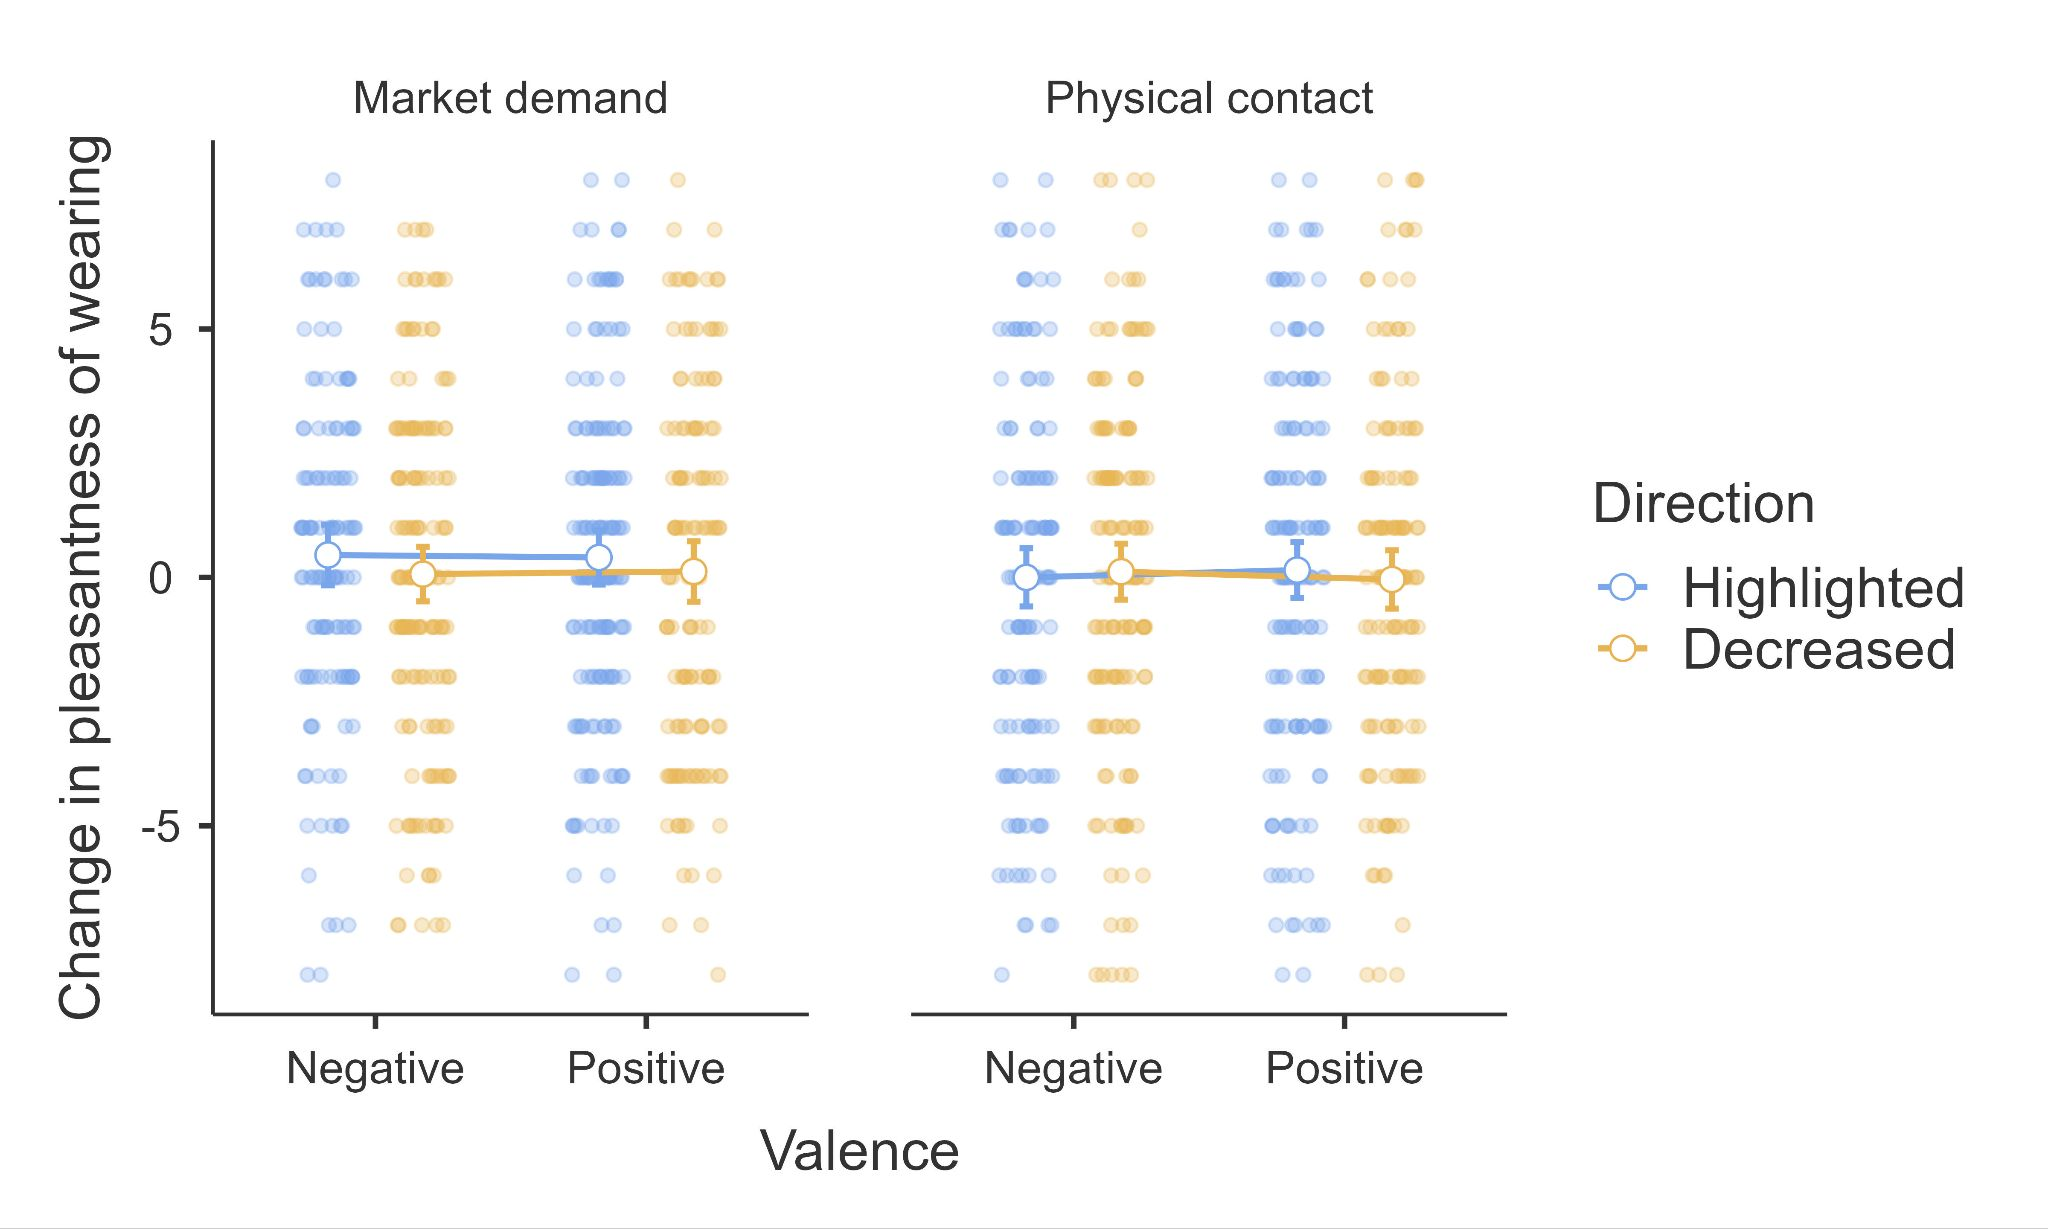 Market demand
Physical contact
Change in pleasantness of wearing
5
0
-5
Negative
Positive
Negative
Positive
Valence
Direction
Highlighted
Decreased